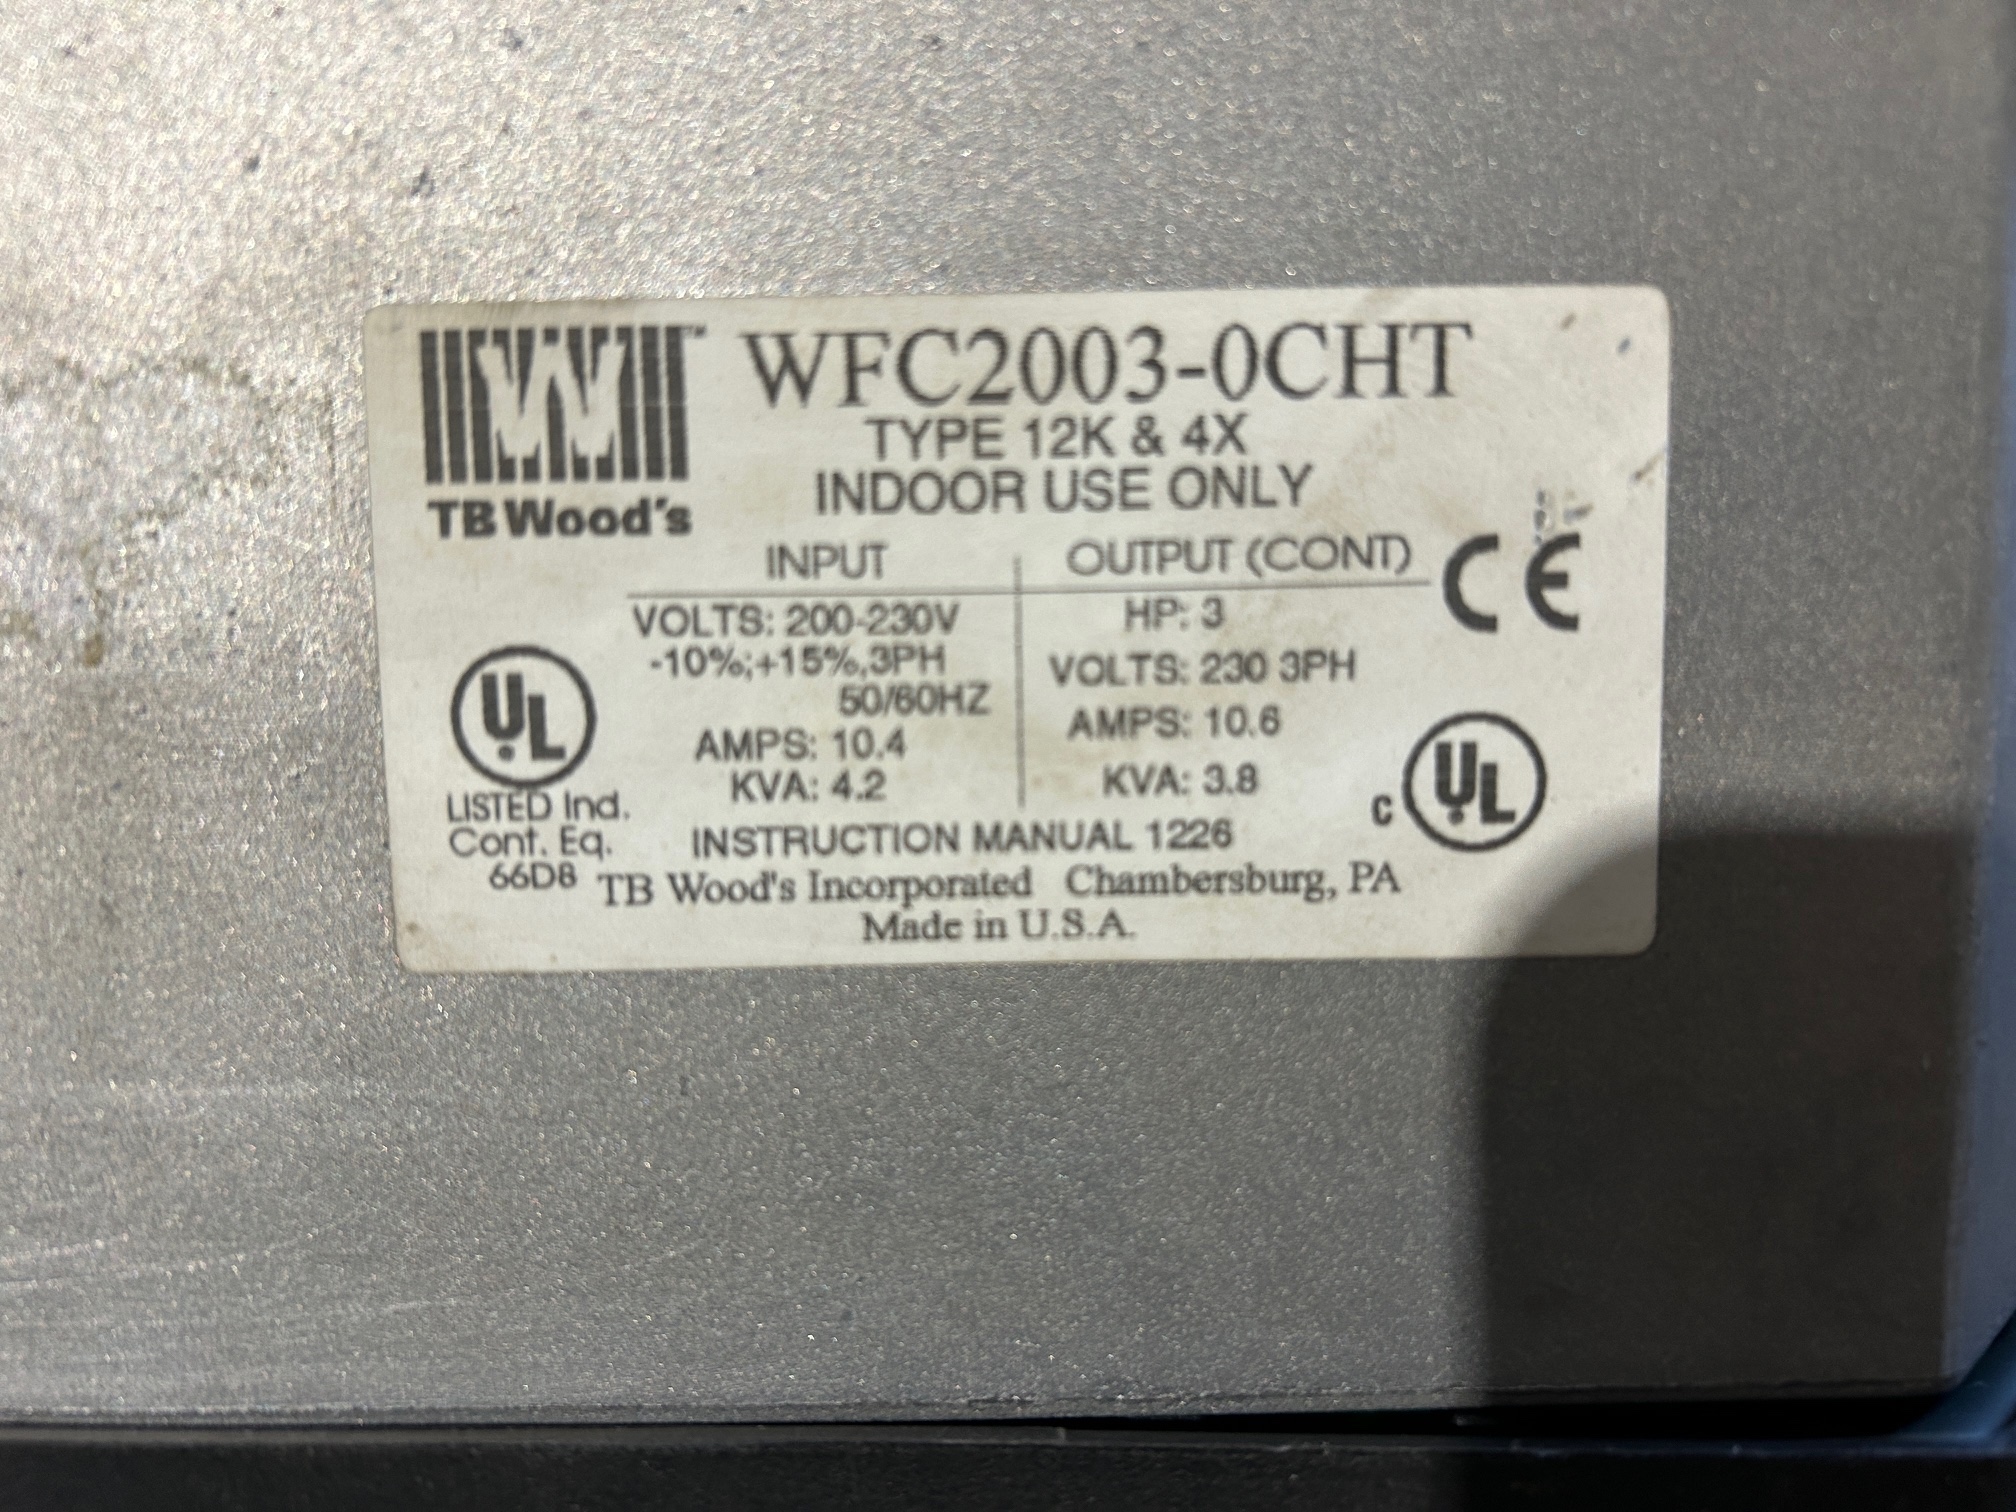 WFC2003-0CHT
TYPE 12K & 4X
INDOOR USE ONLY
TB Wood's
INPUT
VOLTS: 200-230V
-10%;+15%,3PH
50/60HZ
AMPS: 10.4
KVA: 4.2
OUTPUT (CONT)
HP: 3
VOLTS: 230 3PH
AMPS: 10.6
KVA: 3.8
CE
UL
LISTED Ind.
Cont. Eq.
66D8
c UL
INSTRUCTION MANUAL 1226
TB Wood's Incorporated Chambersburg, PA
Made in U.S.A.